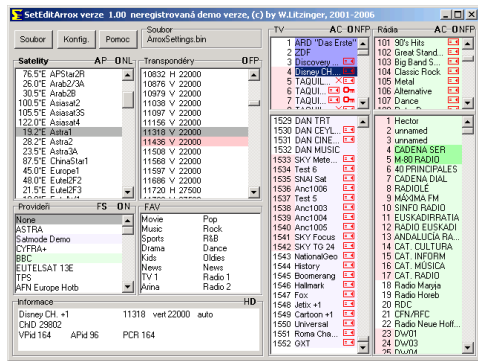 SetEditArrox verze 1.00 neregistrovaná demo verze, (c) by W.Litzinger, 2001-2006
Soubor Konfig. Pomoc
Soubor
ArroxSettings.bin
Satelity AP ONL
76.5°E APStar2R
26.0°E Arab2/3A
30.5°E Arab2B
100.5°E Asiasat2
105.5°E Asiasat3S
122.0°E Asiasat4
19.2°E Astra1
28.2°E Astra2
23.5°E Astra3A
87.5°E ChinaStar1
45.0°E Europe1
48.0°E Eutel2F2
21.5°E Eutel2F3
Transpondéry OFP
10832 H 22000
10876 V 22000
10979 V 22000
11038 V 22000
11097 V 22000
11156 V 22000
11318 V 22000
11436 V 22000
11508 V 22000
11568 V 22000
11597 V 22000
11686 V 22000
11720 H 27500
Provideři FS ON
None
ASTRA
Satmode Demo
CYFRA+
BBC
EUTELSAT 13E
TPS
AFN Europe Hotb
FAV
Movie Pop
Music Rock
Sports R&B
Drama Dance
Kids Oldies
News News
TV 1 Radio 1
Arina Radio 2
Informace HD
Disney CH. +1 11318 vert 22000 auto
ChID 29802
VPid 164 APid 96 PCR 164
TV AC ONFP
1 ARD "Das Erste"
2 ZDF
3 Discovery ...
4 Disney CH....
5 TAQUIL...
6 TAQUI...
7 TAQUI...
1529 DAN TRT
1530 DAN CEYL...
1531 DAN CINE...
1532 DAN MUSIC
1533 SKY Mete...
1534 Test 6
1535 SNAI Sat
1536 Anc1006
1537 Test 5
1538 Anc1003
1539 Anc1004
1540 Anc1005
1541 SKY Focus
1542 SKY TG 24
1543 NationalGeo
1544 History
1545 Boomerang
1546 Hallmark
1547 Fox
1548 Jetix +1
1549 Cartoon +1
1550 Universal
1551 Roma Cha...
1552 GXT
Rádia AC ONFP
101 90's Hits
102 Great Stand...
103 Big Band S...
104 Classic Rock
105 Metal
106 Alternative
107 Dance
1 Hector
2 unnamed
3 unnamed
4 CADENA SER
5 M-80 RADIO
6 40 PRINCIPALES
7 CADENA DIAL
8 RADIOLÉ
9 MÁXIMA FM
10 SINFO RADIO
11 EUSKADIRRATIA
12 RADIO EUSKADI
13 ANDALUCÍA RA...
14 CAT. CULTURA
15 CAT. INFORM
16 CAT. MÚSICA
17 CAT. RADIO
18 Radio Maryja
19 Radio Horeb
20 RDC
21 CFN/RFC
22 Radio Neue Hoff...
23 DW01
24 DW03
25 DW04